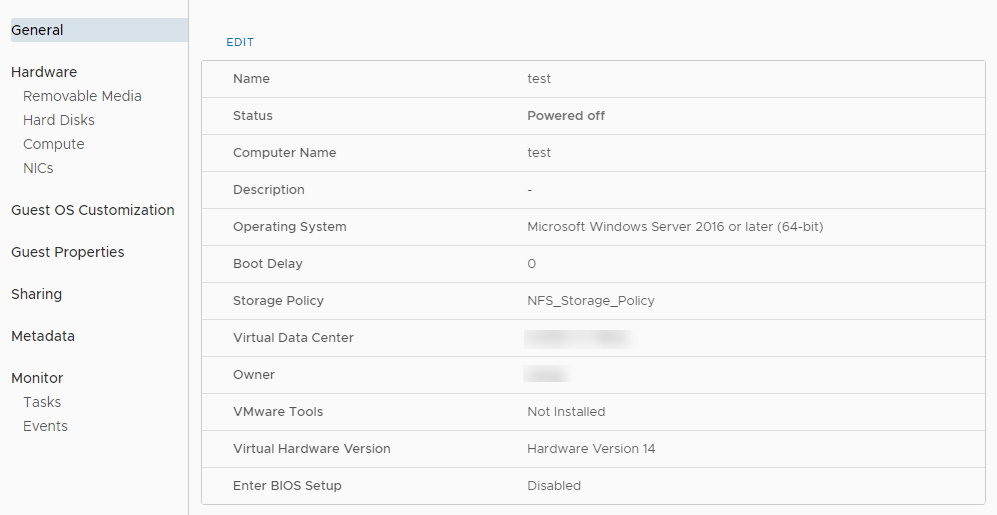 General
Hardware
Removable Media
Hard Disks
Compute
NICs
Guest OS Customization
Guest Properties
Sharing
Metadata
Monitor
Tasks
Events
EDIT
Name test
Status Powered off
Computer Name test
Description -
Operating System Microsoft Windows Server 2016 or later (64-bit)
Boot Delay 0
Storage Policy NFS_Storage_Policy
Virtual Data Center
Owner
VMware Tools Not Installed
Virtual Hardware Version Hardware Version 14
Enter BIOS Setup Disabled